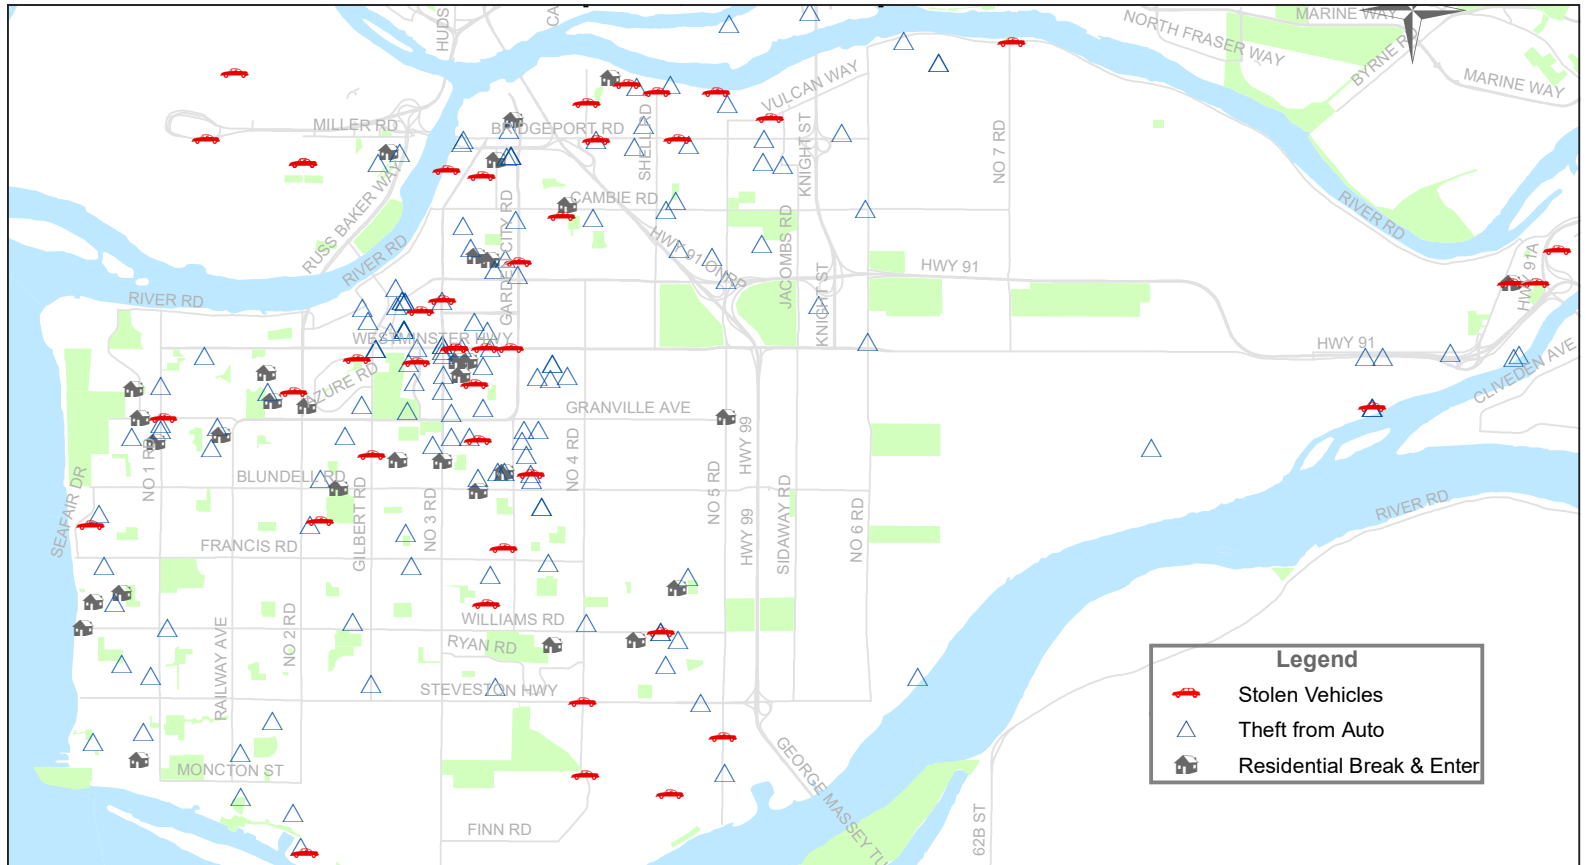 HUDS
CA
NORTH FRASER WAY
MARINE WAY
BYRNE RD
MARINE WAY
VULCAN WAY
MILLER RD
BRIDGEPORT RD
SHELL RD
KNIGHT ST
NO 7 RD
RUSS BAKER WAY
CAMBIE RD
GARDEN CITY RD
RIVER RD
RIVER RD
HWY 91 ONRP
JACOMBS RD
KNIGHT ST
HWY 91
HWY 91A
RIVER RD
WESTMINSTER HWY
HWY 91
CLIVEDEN AVE
AZURE RD
GRANVILLE AVE
NO 1 RD
BLUNDELL RD
NO 4 RD
HWY 99
SEAFAIR DR
GILBERT RD
NO 3 RD
NO 5 RD
SIDAWAY RD
NO 6 RD
RIVER RD
FRANCIS RD
HWY 99
WILLIAMS RD
RYAN RD
NO 2 RD
RAILWAY AVE
STEVESTON HWY
MONCTON ST
GEORGE MASSEY TU
FINN RD
62B ST
Legend
Stolen Vehicles
Theft from Auto
Residential Break & Enter